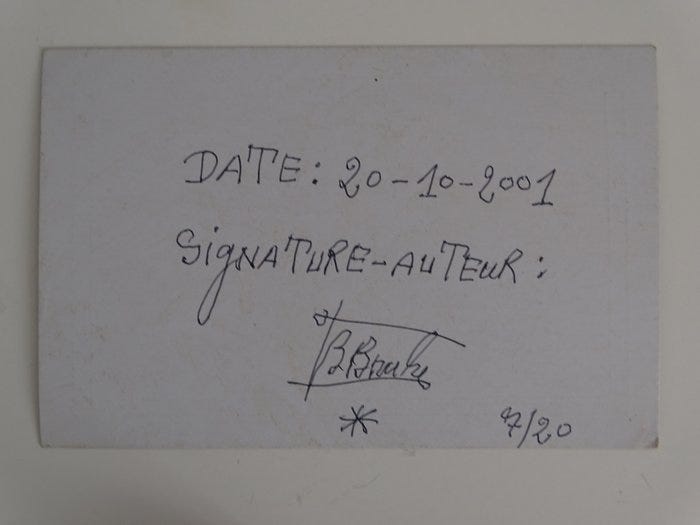 DATE: 20-10-2001
SIGNATURE-AUTEUR:
* 7/20